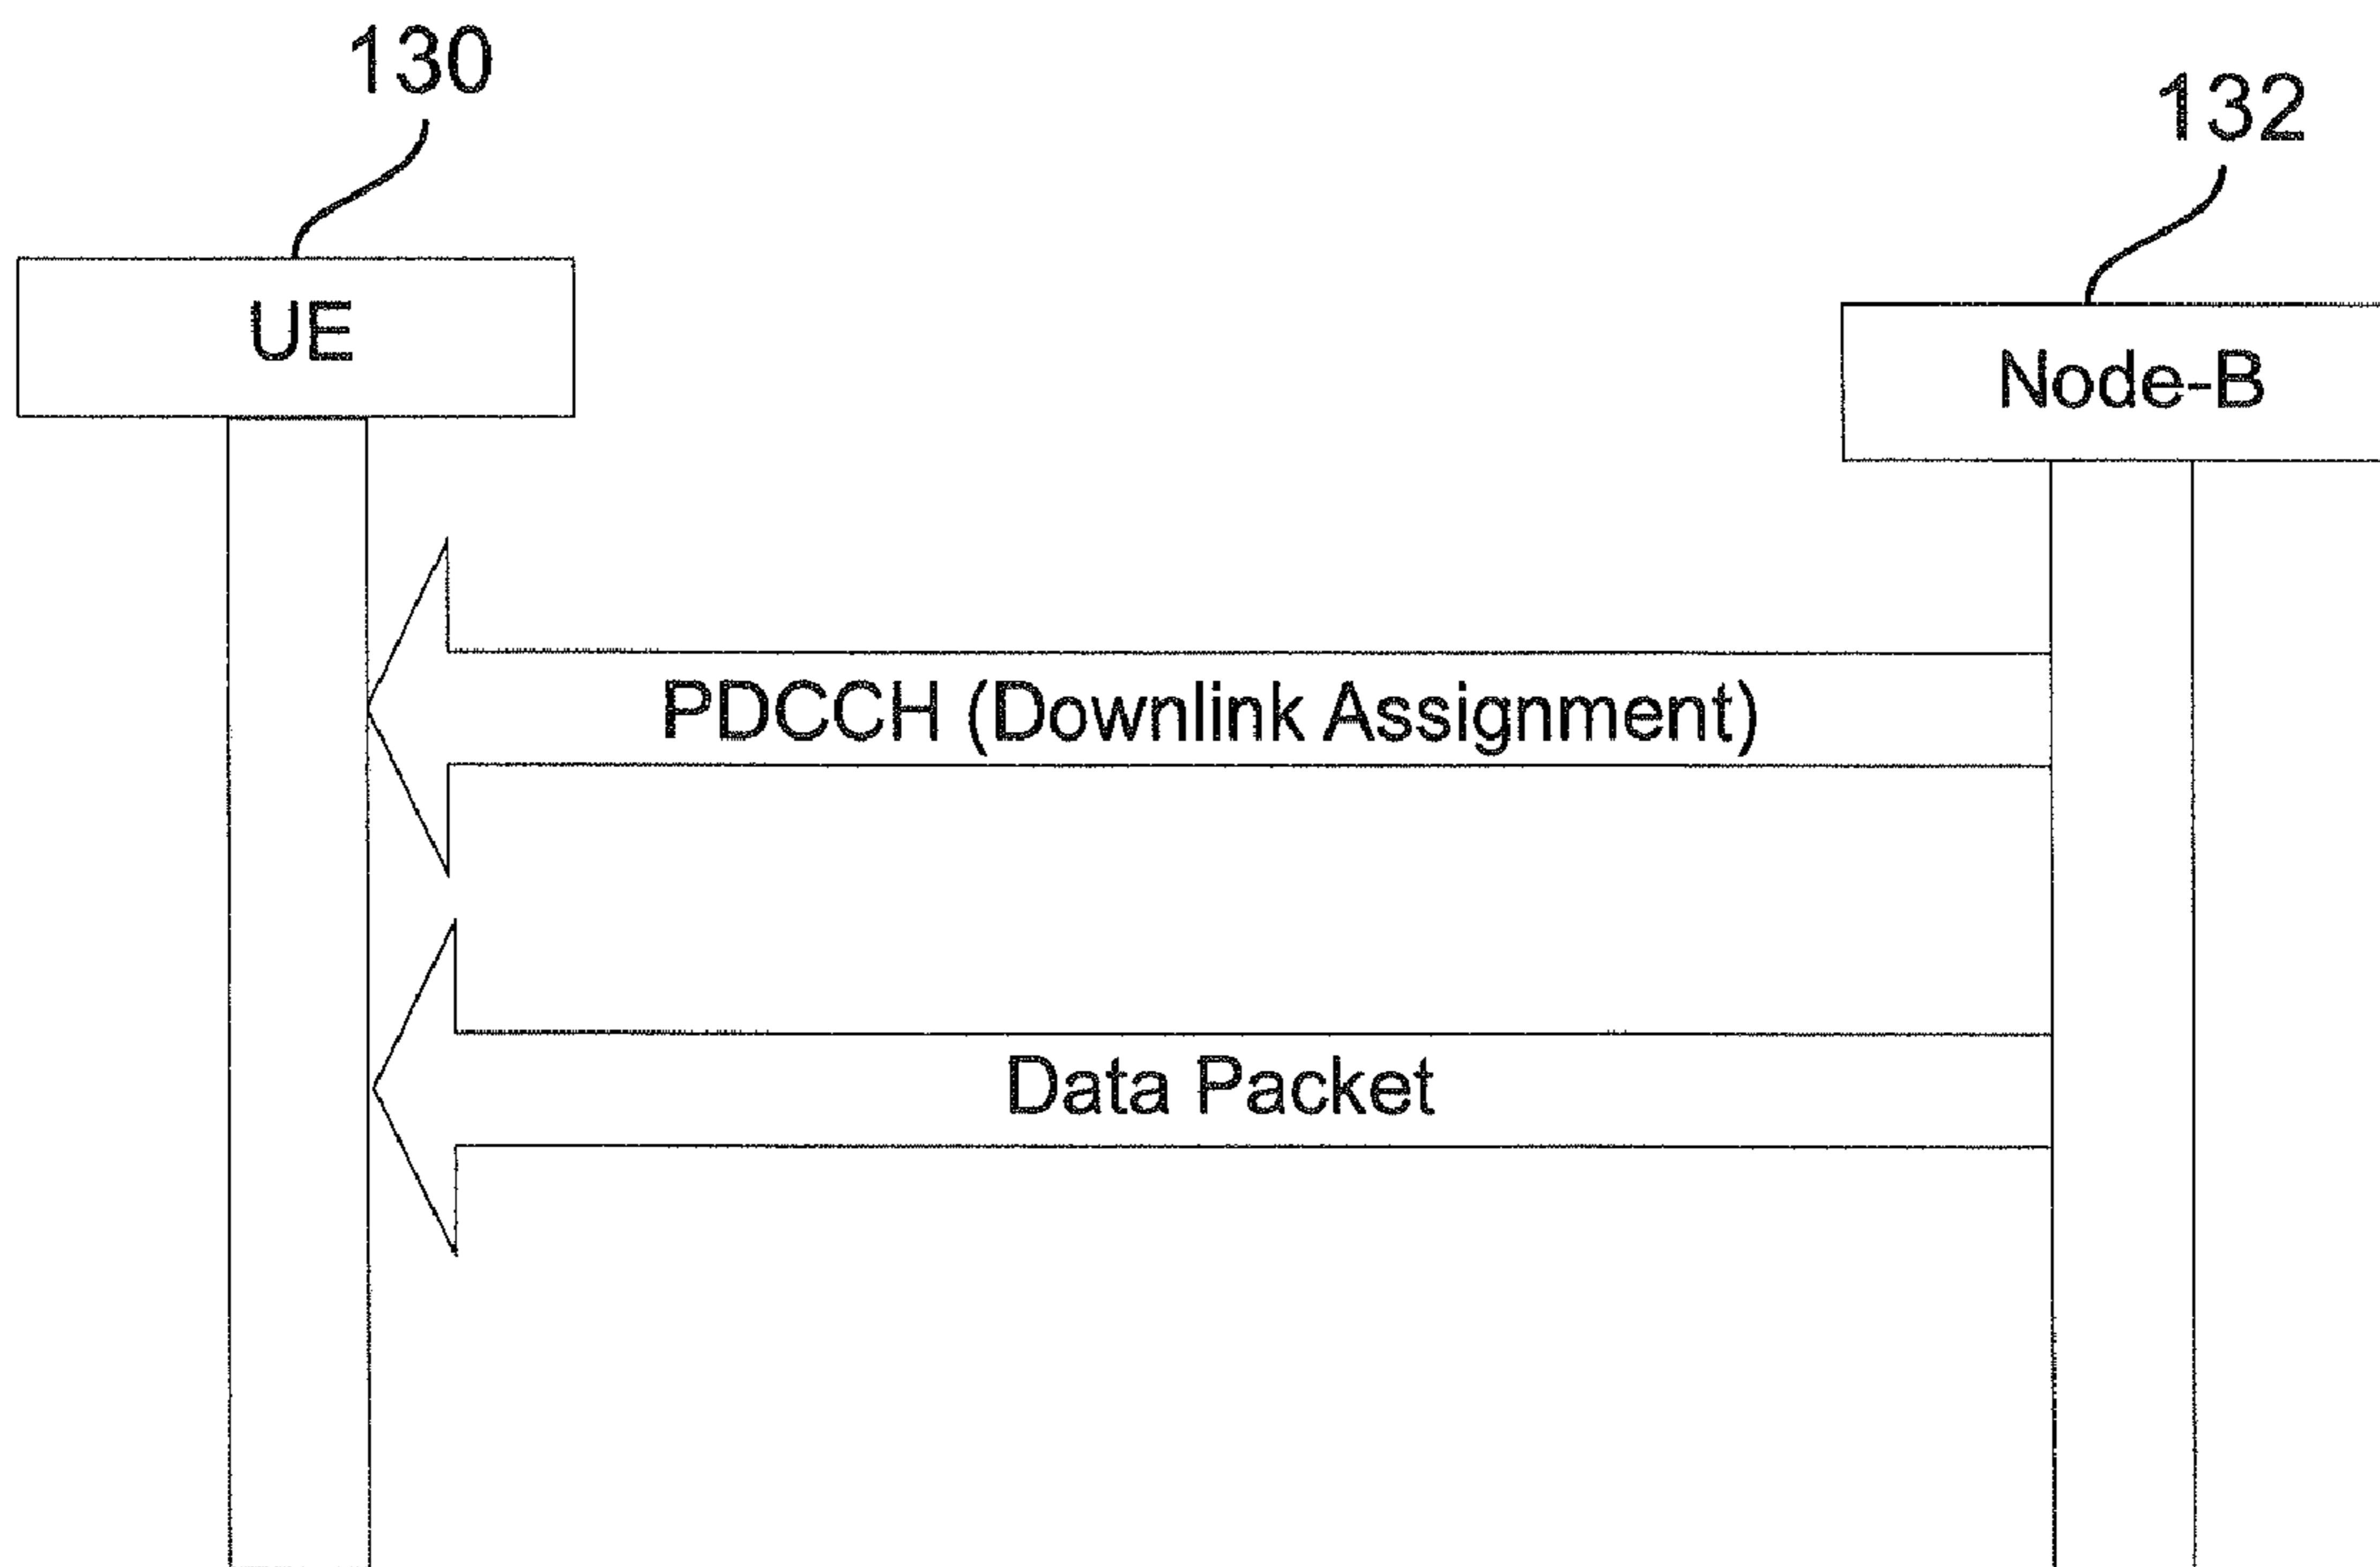 130
132
UE
Node-B
PDCCH (Downlink Assignment)
Data Packet